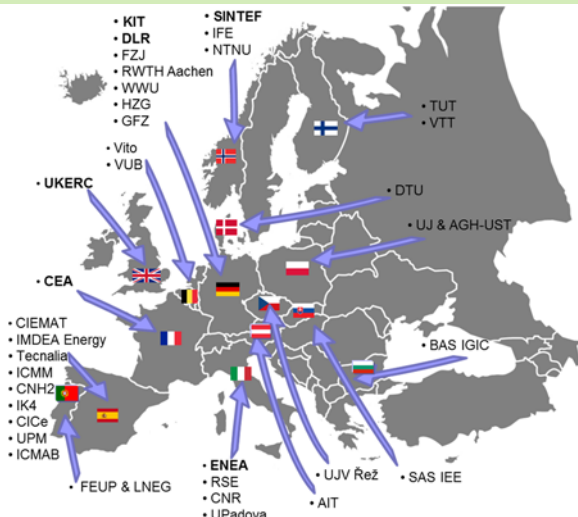 • KIT
• DLR
• FZJ
• RWTH Aachen
• WWU
• HZG
• GFZ
• SINTEF
• IFE
• NTNU
• TUT
• VTT
• Vito
• VUB
• DTU
• UKERC
• UJ & AGH-UST
• CEA
• CIEMAT
• IMDEA Energy
• Tecnalia
• ICMM
• CNH2
• IK4
• CICe
• UPM
• ICMAB
• BAS IGIC
• FEUP & LNEG
• ENEA
• RSE
• CNR
• UPadova
• AIT
• UJV Řež
• SAS IEE